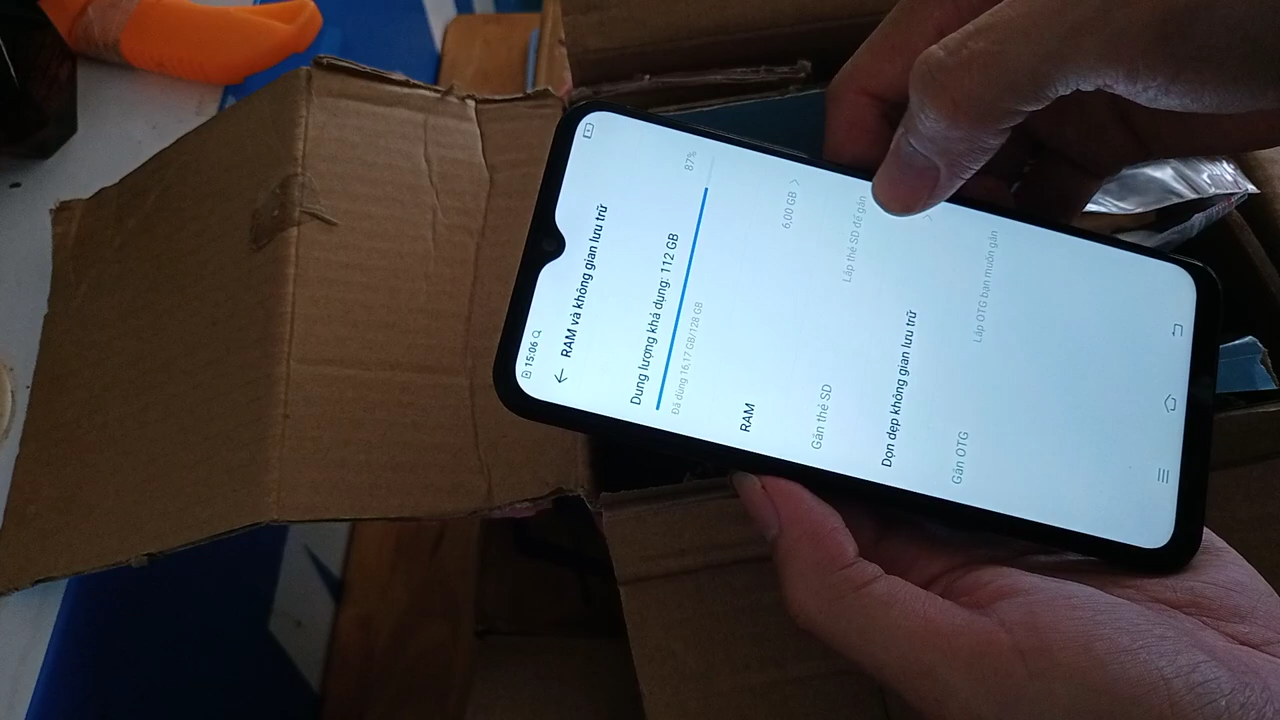 15:06
RAM và không gian lưu trữ
Dung lượng khả dụng: 112 GB
87%
Đã dùng 16,17 GB/128 GB
RAM
6,00 GB
Gắn thẻ SD
Lắp thẻ SD để gắn
Dọn dẹp không gian lưu trữ
Gắn OTG
Lắp OTG bạn muốn gắn